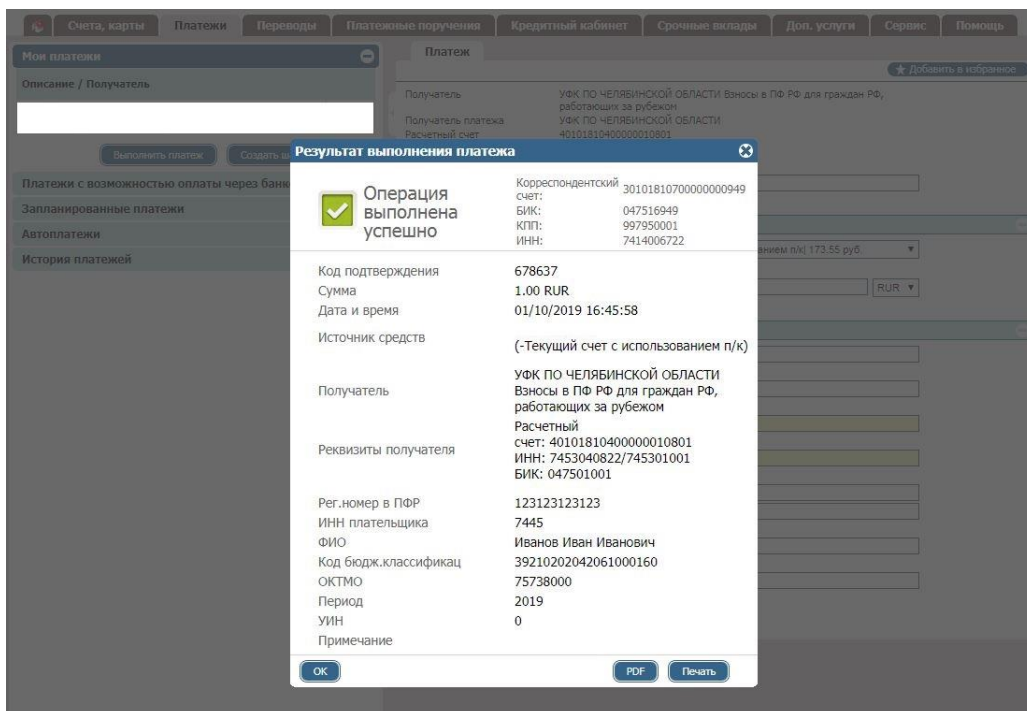 Счета, карты Платежи Переводы Платежные поручения Кредитный кабинет Срочные вклады Доп. услуги Сервис Помощь
Мои платежи
Описание / Получатель
Выполнить платеж Создать
Платежи с возможностью оплаты через банк
Запланированные платежи
Автоплатежи
История платежей
Платеж
Добавить в избранное
Получатель УФК ПО ЧЕЛЯБИНСКОЙ ОБЛАСТИ Взносы в ПФ РФ для граждан РФ,
работающих за рубежом
Получатель платежа УФК ПО ЧЕЛЯБИНСКОЙ ОБЛАСТИ
Расчетный счет 40101810400000010801
п/к| 173.55 руб.
RUR
Результат выполнения платежа
Операция
выполнена
успешно
Корреспондентский
счет: 30101810700000000949
БИК: 047516949
КПП: 997950001
ИНН: 7414006722
Код подтверждения 678637
Сумма 1.00 RUR
Дата и время 01/10/2019 16:45:58
Источник средств (-Текущий счет с использованием п/к)
Получатель УФК ПО ЧЕЛЯБИНСКОЙ ОБЛАСТИ
Взносы в ПФ РФ для граждан РФ,
работающих за рубежом
Реквизиты получателя Расчетный
счет: 40101810400000010801
ИНН: 7453040822/745301001
БИК: 047501001
Рег.номер в ПФР 123123123123
ИНН плательщика 7445
ФИО Иванов Иван Иванович
Код бюдж.классификац 39210202042061000160
ОКТМО 75738000
Период 2019
УИН 0
Примечание
OK PDF Печать